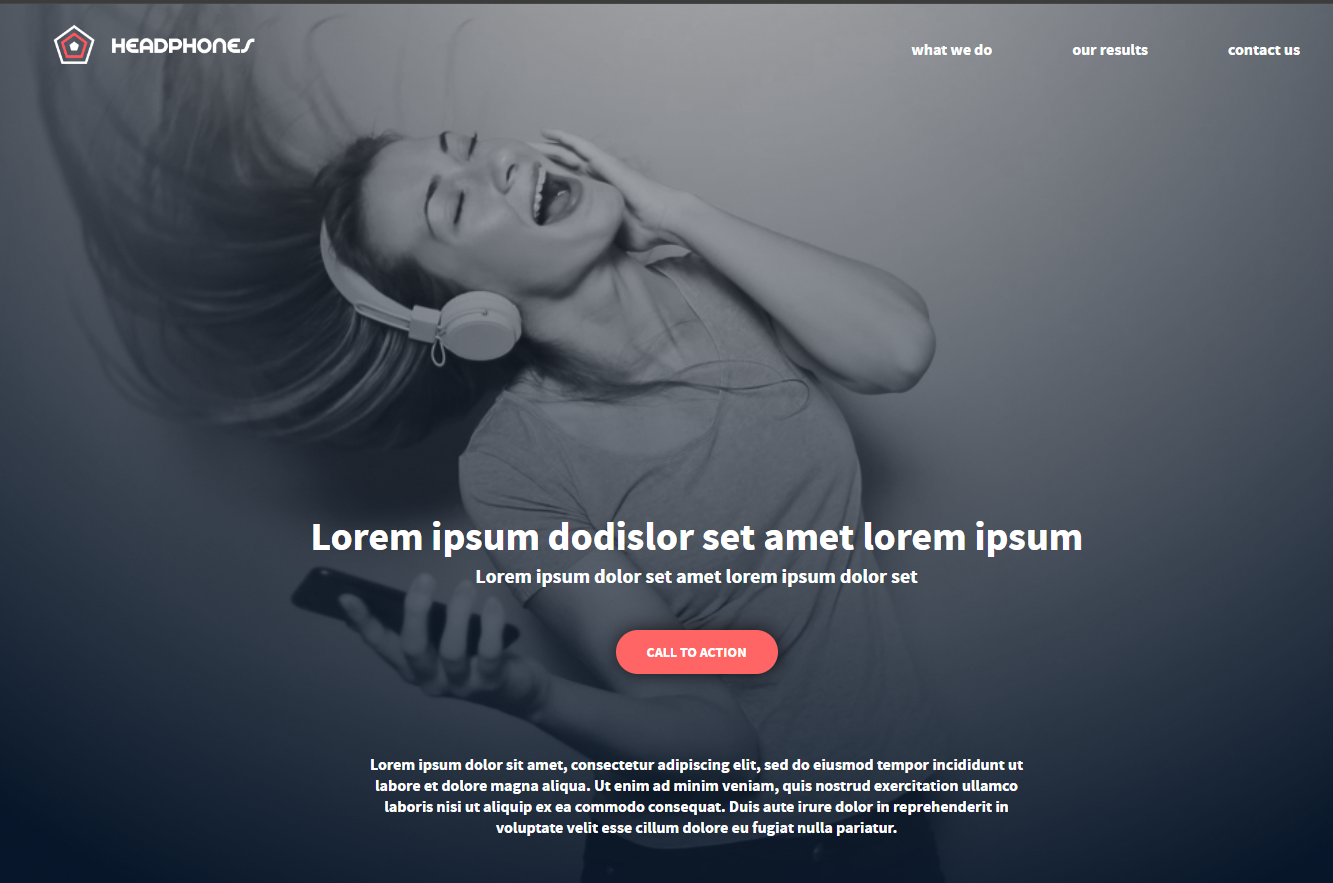 HEADPHONES
what we do
our results
contact us
Lorem ipsum dodislor set amet lorem ipsum
Lorem ipsum dolor set amet lorem ipsum dolor set
CALL TO ACTION
Lorem ipsum dolor sit amet, consectetur adipiscing elit, sed do eiusmod tempor incididunt ut
labore et dolore magna aliqua. Ut enim ad minim veniam, quis nostrud exercitation ullamco
laboris nisi ut aliquip ex ea commodo consequat. Duis aute irure dolor in reprehenderit in
voluptate velit esse cillum dolore eu fugiat nulla pariatur.